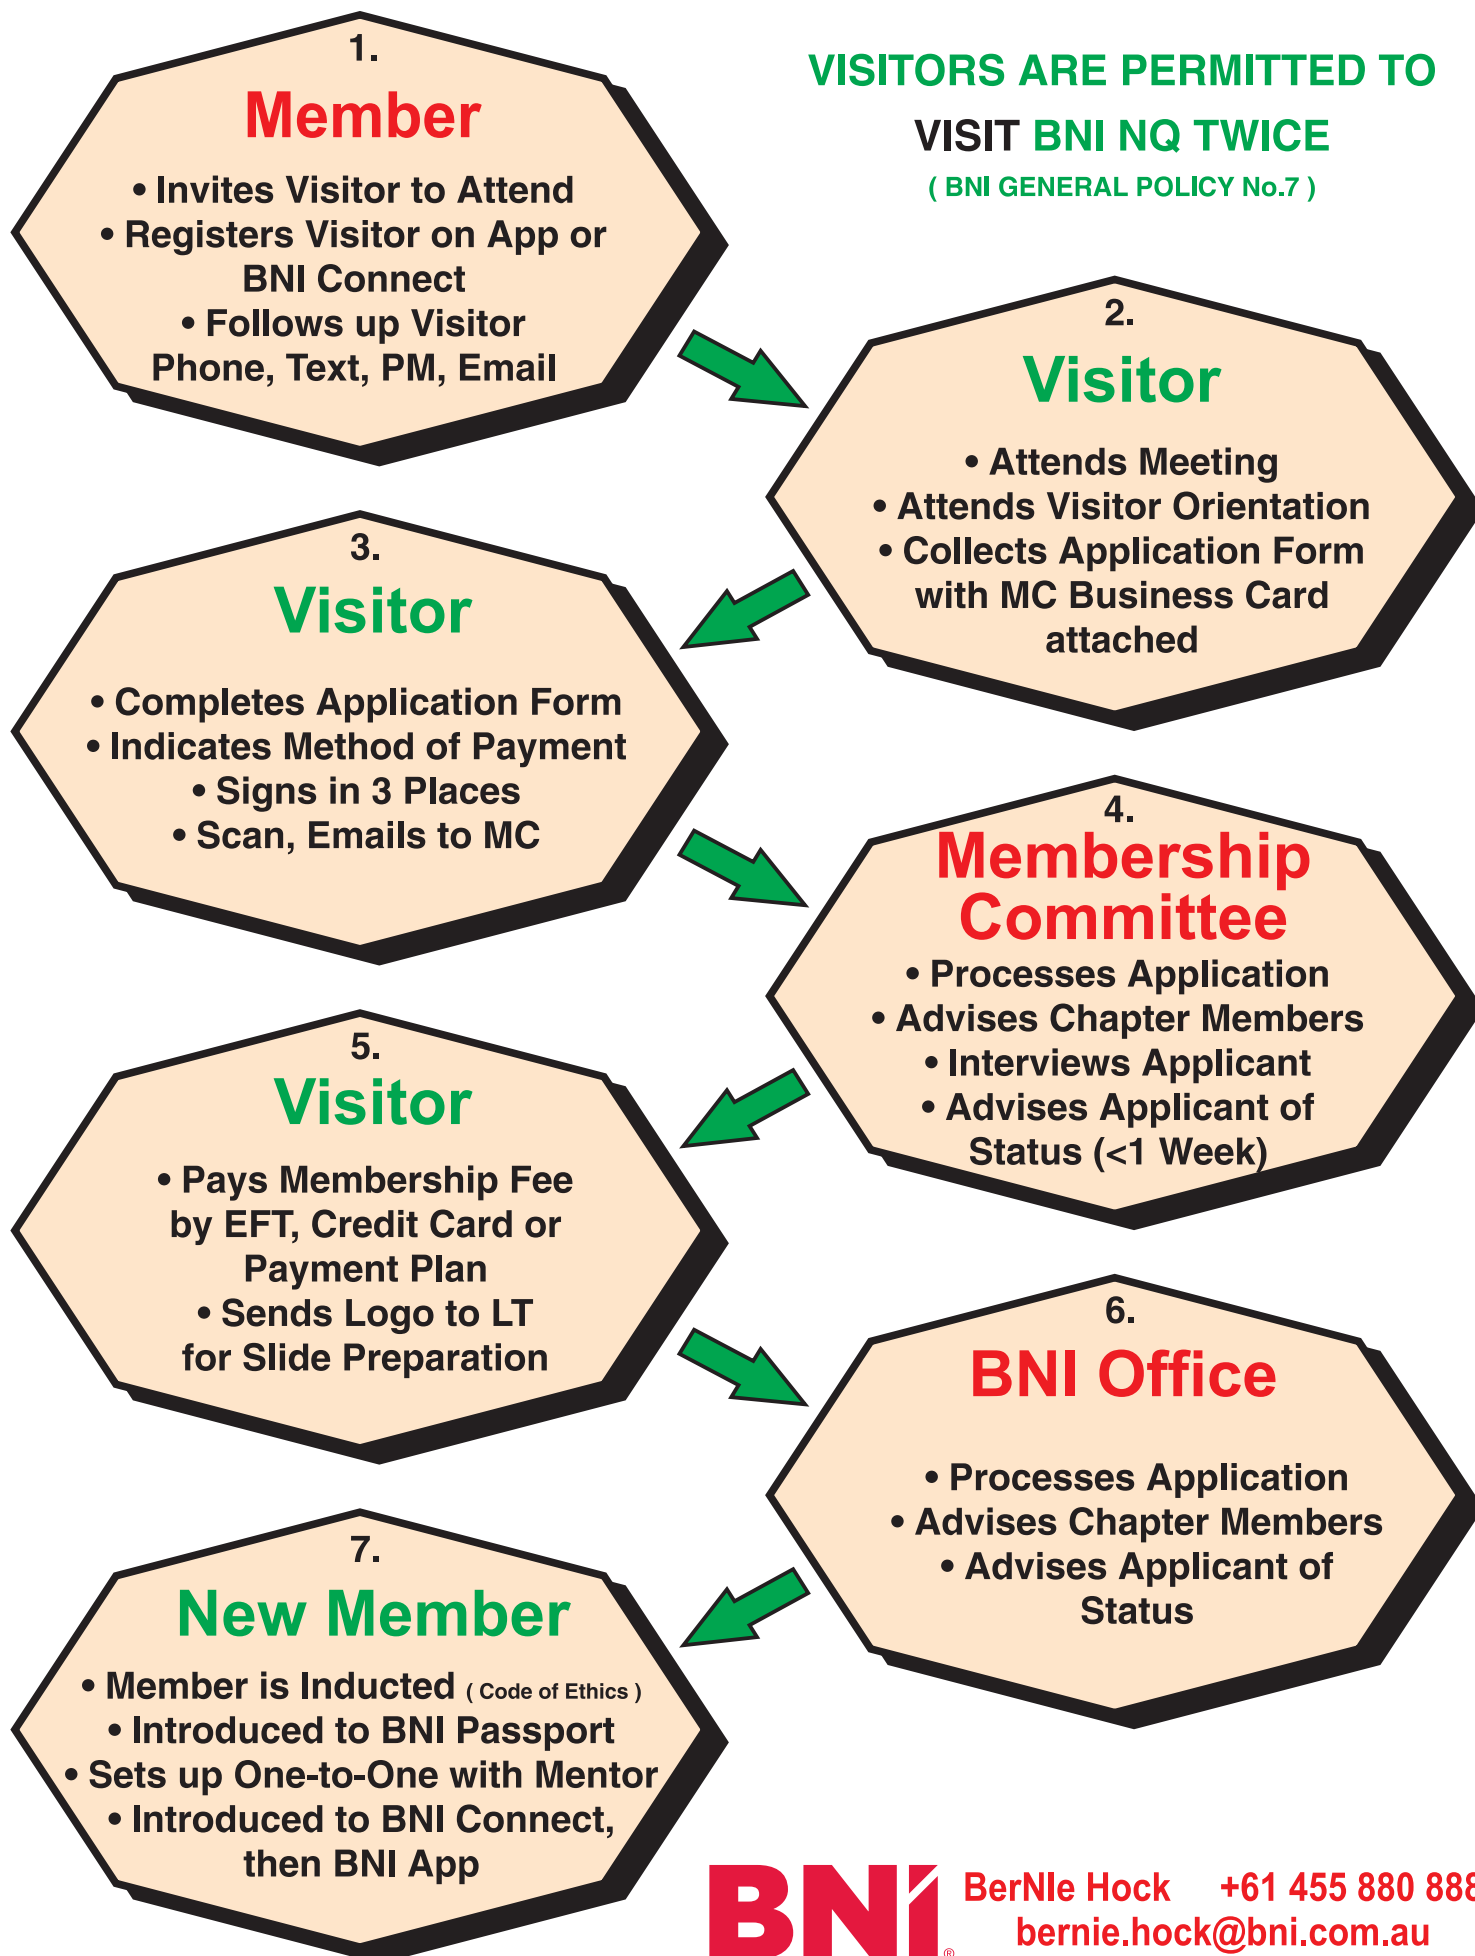 VISITORS ARE PERMITTED TO
VISIT BNI NQ TWICE
( BNI GENERAL POLICY No.7 )
1.
Member
• Invites Visitor to Attend
• Registers Visitor on App or
BNI Connect
• Follows up Visitor
Phone, Text, PM, Email
2.
Visitor
• Attends Meeting
• Attends Visitor Orientation
• Collects Application Form
with MC Business Card
attached
3.
Visitor
• Completes Application Form
• Indicates Method of Payment
• Signs in 3 Places
• Scan, Emails to MC
4.
Membership
Committee
• Processes Application
• Advises Chapter Members
• Interviews Applicant
• Advises Applicant of
Status (<1 Week)
5.
Visitor
• Pays Membership Fee
by EFT, Credit Card or
Payment Plan
• Sends Logo to LT
for Slide Preparation
6.
BNI Office
• Processes Application
• Advises Chapter Members
• Advises Applicant of
Status
7.
New Member
• Member is Inducted ( Code of Ethics )
• Introduced to BNI Passport
• Sets up One-to-One with Mentor
• Introduced to BNI Connect,
then BNI App
BNI ®
BerNIe Hock +61 455 880 888
bernie.hock@bni.com.au